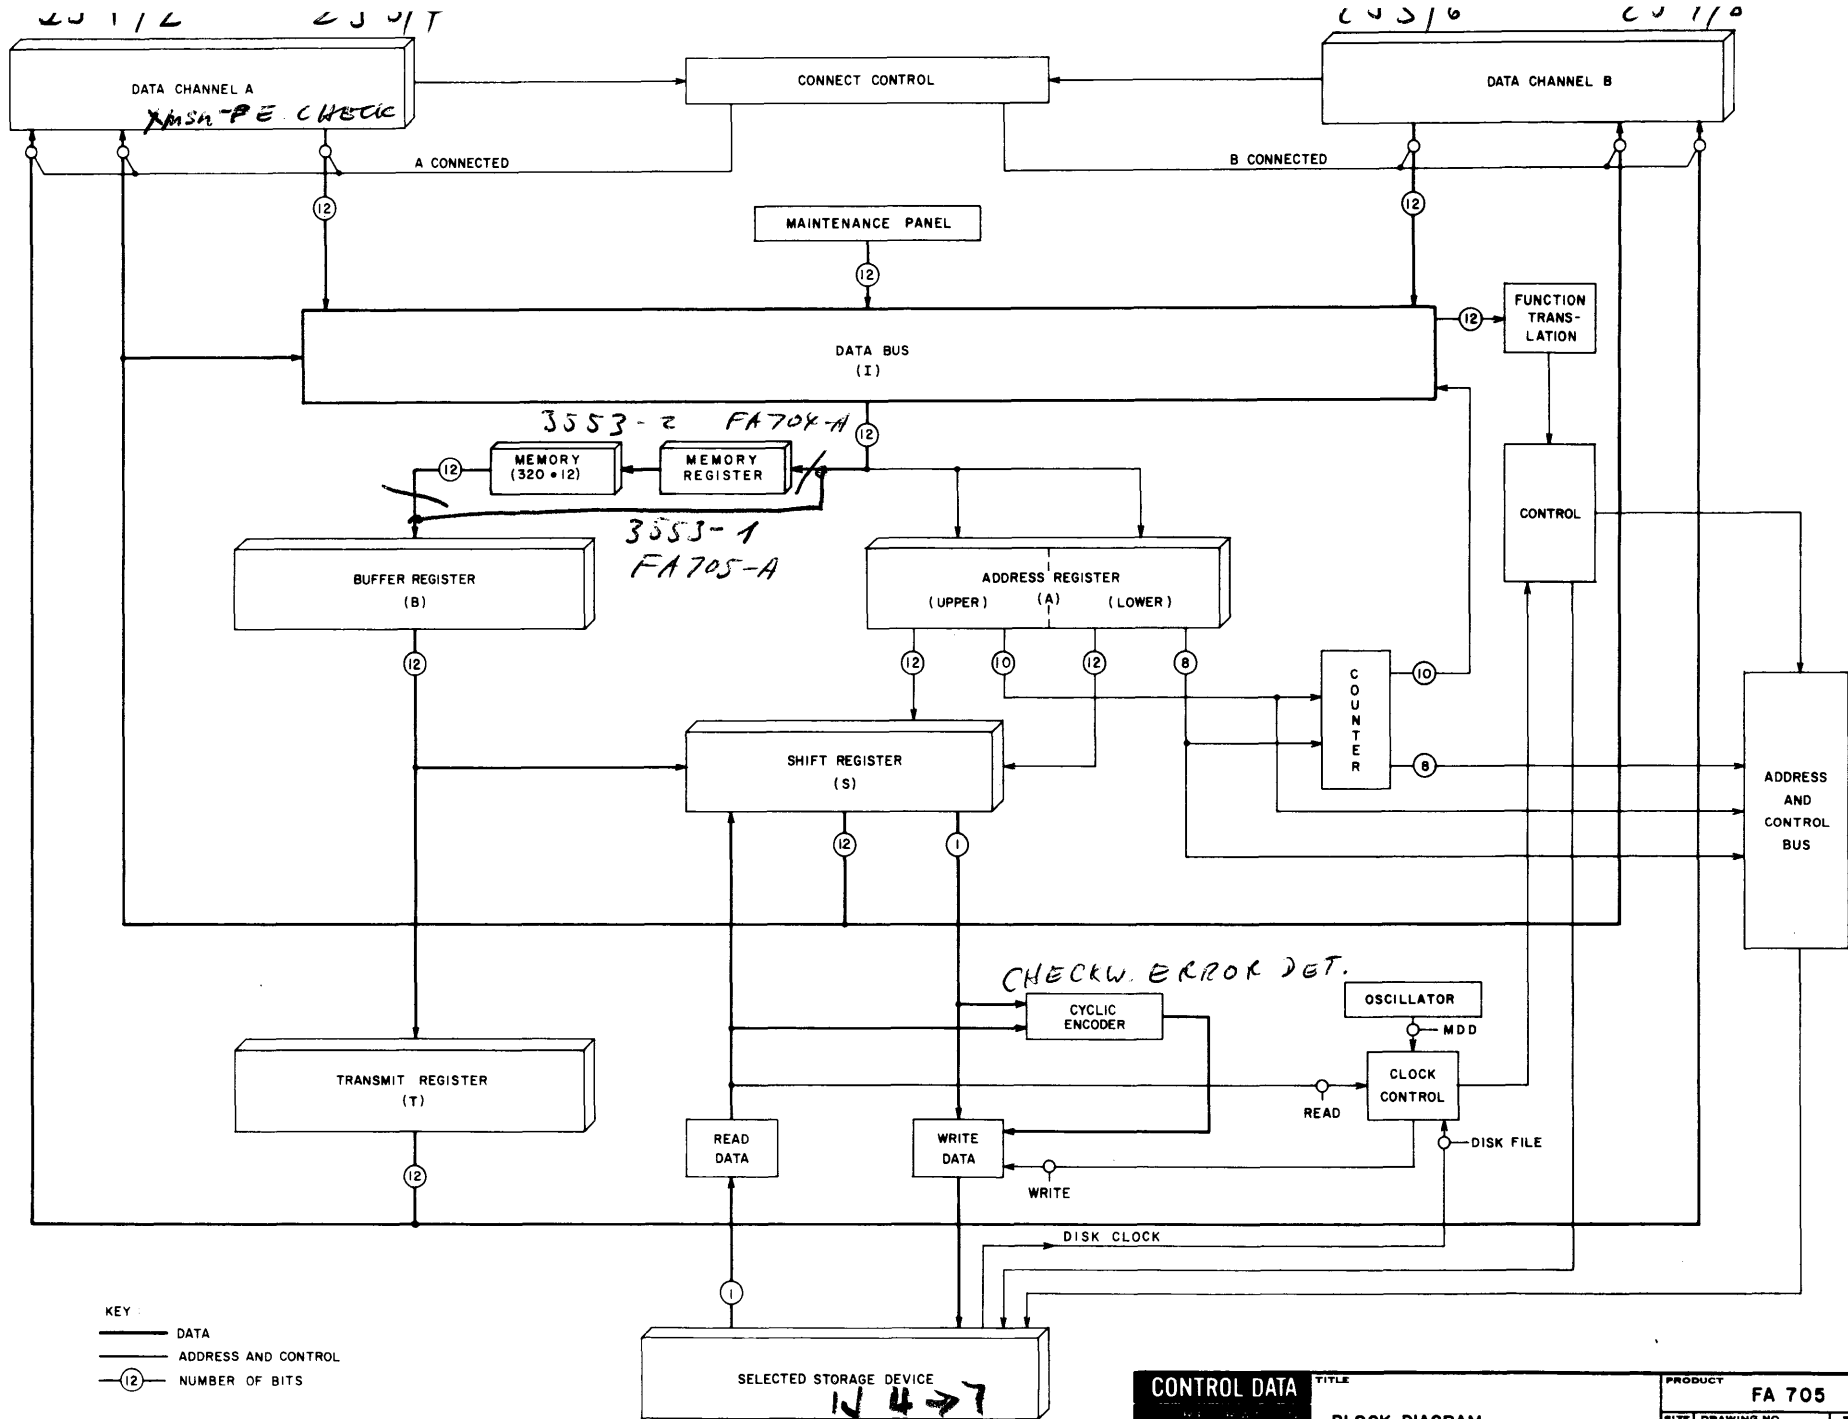 DATA CHANNEL A
CHECK
CONNECT CONTROL
DATA CHANNEL B
A CONNECTED
B CONNECTED
12
12
MAINTENANCE PANEL
12
FUNCTION
TRANS-
LATION
12
DATA BUS
(I)
3553-2 FA704-A
12
MEMORY
(320 • 12)
MEMORY
REGISTER
12
3553-1
FA705-A
CONTROL
BUFFER REGISTER
(B)
ADDRESS REGISTER
(UPPER) (A) (LOWER)
12
12
10
12
8
COUNTER
10
8
SHIFT REGISTER
(S)
ADDRESS
AND
CONTROL
BUS
12
1
CHECKW. ERROR DET.
CYCLIC
ENCODER
OSCILLATOR
MDD
CLOCK
CONTROL
TRANSMIT REGISTER
(T)
READ
READ
DATA
WRITE
DATA
DISK FILE
12
WRITE
DISK CLOCK
1
KEY:
DATA
ADDRESS AND CONTROL
12 NUMBER OF BITS
SELECTED STORAGE DEVICE
1J 4→7
CONTROL DATA
TITLE
BLOCK DIAGRAM
PRODUCT
FA 705